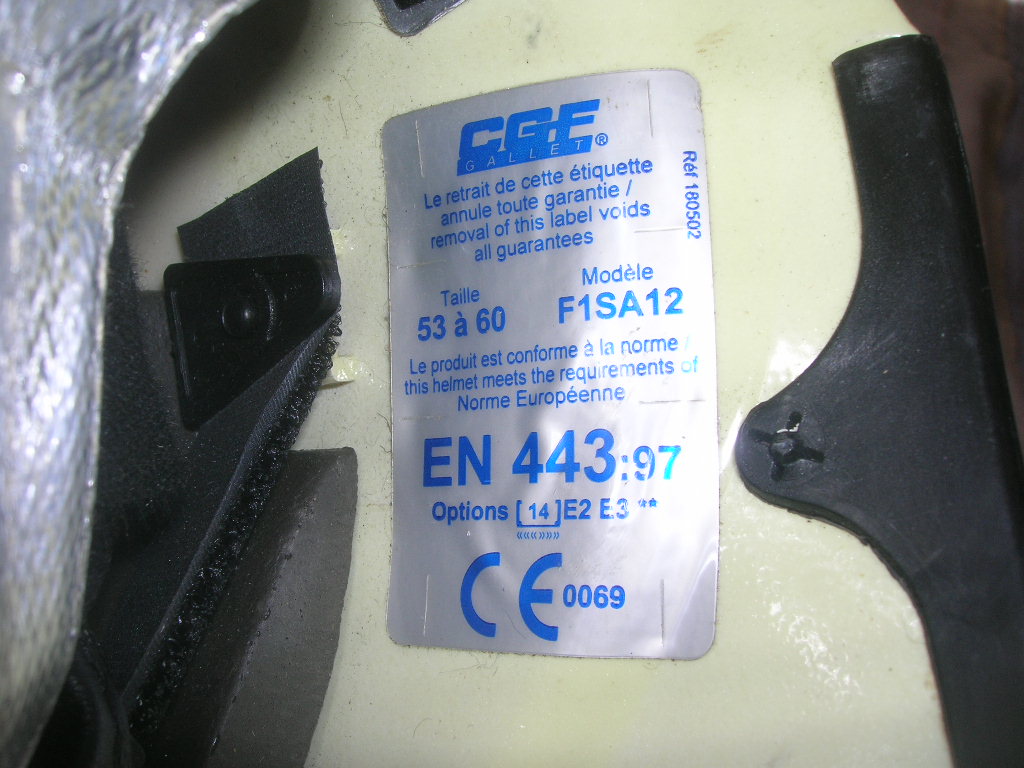 CGF
GALLET®
Le retrait de cette étiquette
annule toute garantie /
removal of this label voids
all guarantees
Réf 180502
Taille
53 à 60
Modèle
F1SA12
Le produit est conforme à la norme /
this helmet meets the requirements of
Norme Européenne
EN 443:97
Options [ 14 ]E2 E3 **
«««»»»
CE 0069